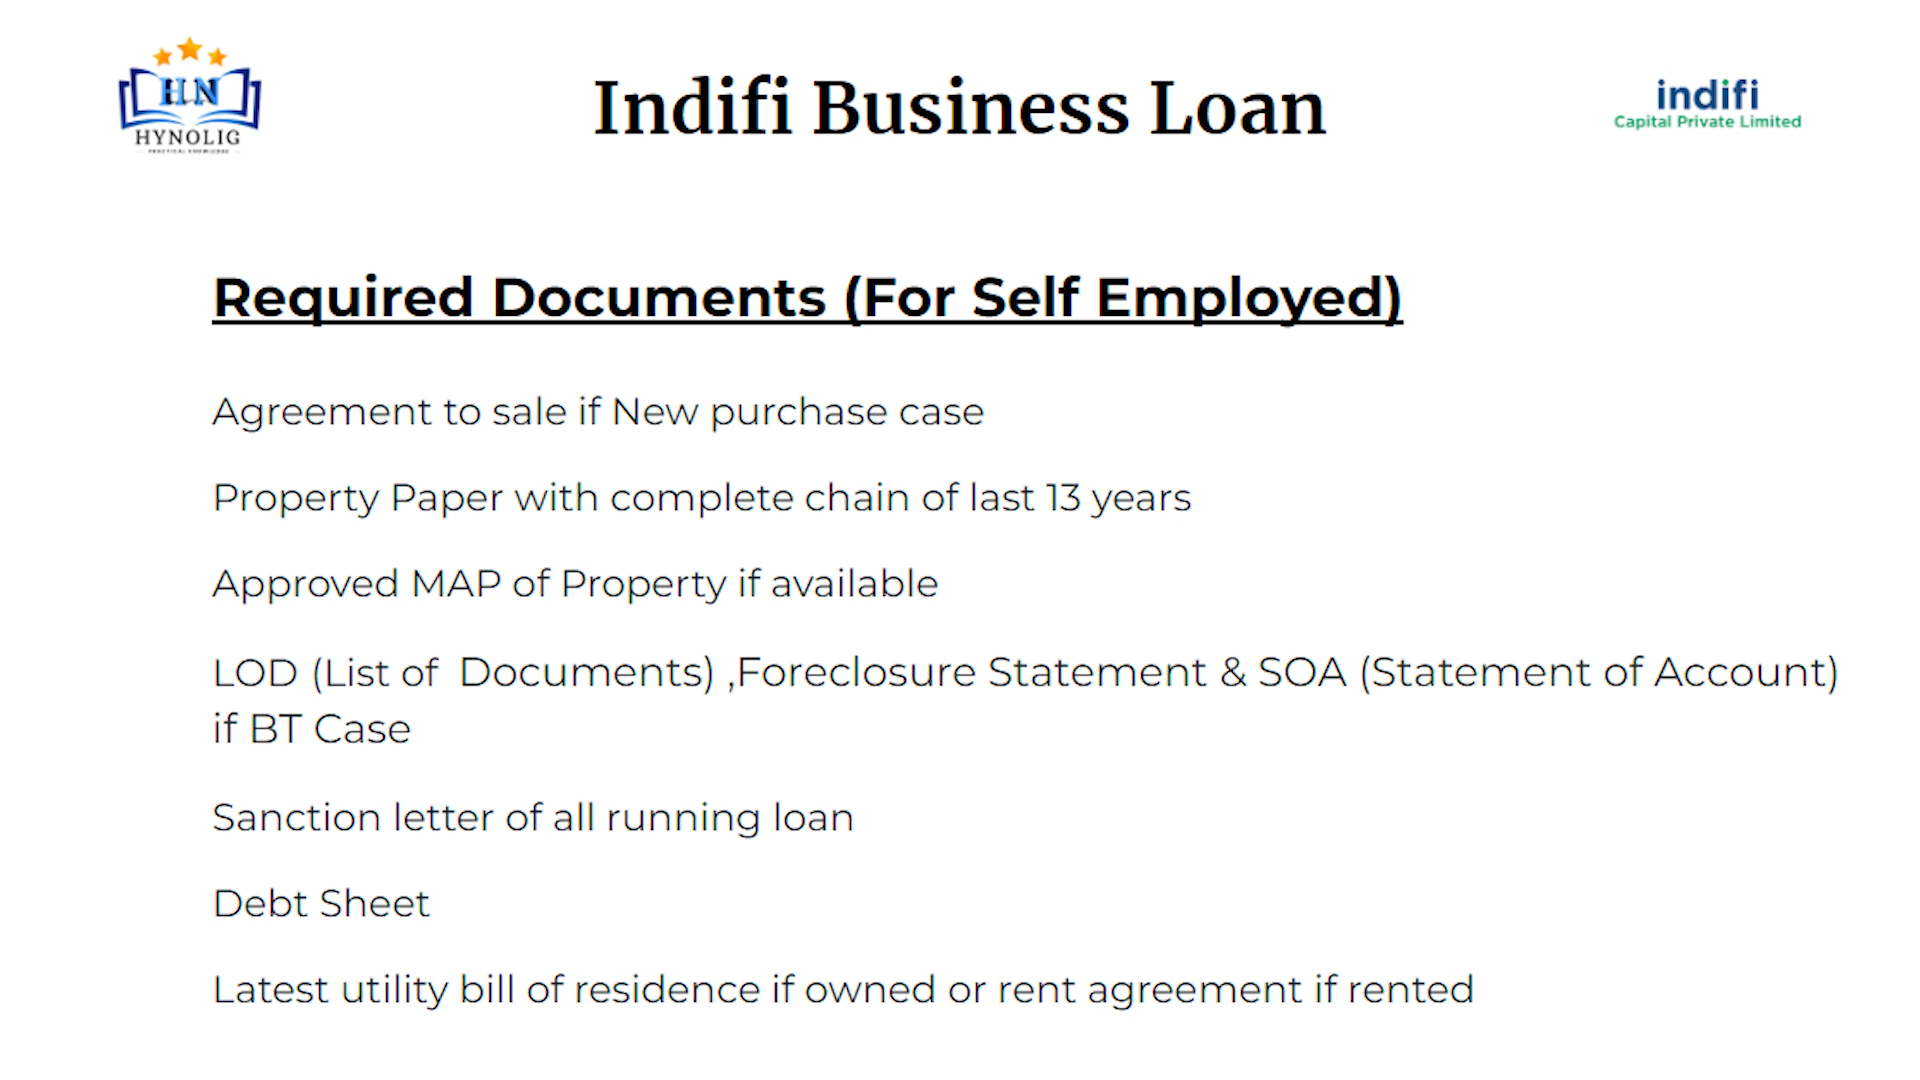 HN
HYNOLIG
PRACTICAL KNOWLEDGE
Indifi Business Loan
indifi
Capital Private Limited
Required Documents (For Self Employed)
Agreement to sale if New purchase case
Property Paper with complete chain of last 13 years
Approved MAP of Property if available
LOD (List of Documents) ,Foreclosure Statement & SOA (Statement of Account)
if BT Case
Sanction letter of all running loan
Debt Sheet
Latest utility bill of residence if owned or rent agreement if rented